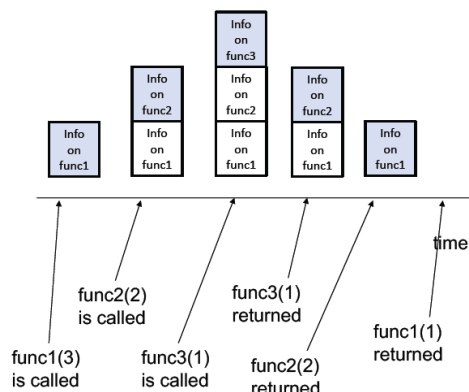 Info
on
func3
Info
on
func2
Info
on
func2
Info
on
func2
Info
on
func1
Info
on
func1
Info
on
func1
Info
on
func1
Info
on
func1
time
func2(2)
is called
func3(1)
returned
func1(1)
returned
func1(3)
is called
func3(1)
is called
func2(2)
returned